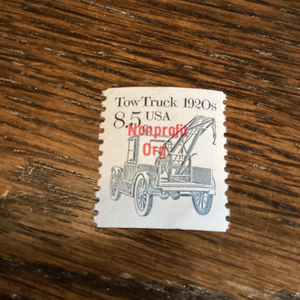 Tow Truck 1920s
8.5 USA
Nonprofit
Org